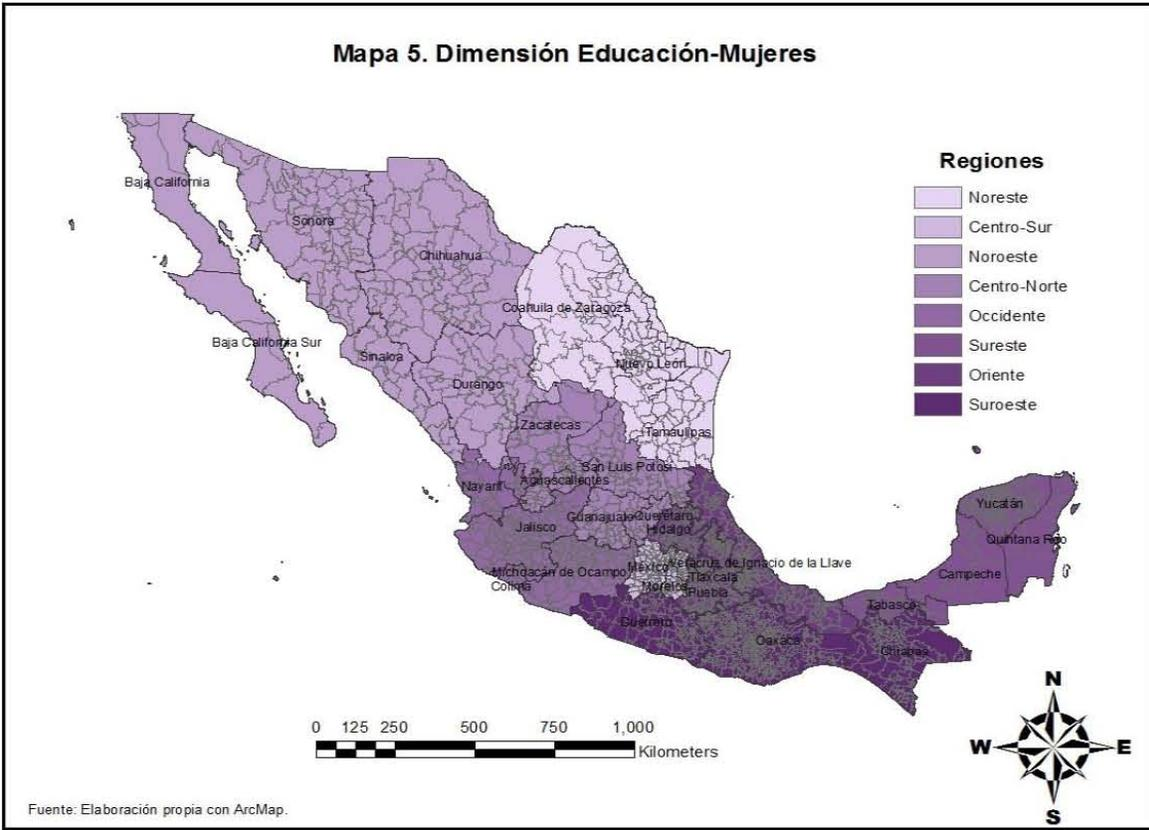 Mapa 5. Dimensión Educación-Mujeres
Regiones
Noreste
Centro-Sur
Noroeste
Centro-Norte
Occidente
Sureste
Oriente
Suroeste
Baja California
Sonora
Chihuahua
Coahuila de Zaragoza
Baja California Sur
Sinaloa
Nuevo León
Durango
Zacatecas
Tamaulipas
San Luis Potosí
Aguascalientes
Nayarit
Guanajuato
Querétaro
Jalisco
Hidalgo
Yucatán
Quintana Roo
Michoacán de Ocampo
México
Veracruz de Ignacio de la Llave
Colima
Morelos
Tlaxcala
Puebla
Campeche
Tabasco
Guerrero
Oaxaca
Chiapas
0 125 250 500 750 1,000
Kilometers
N
W E
S
Fuente: Elaboración propia con ArcMap.